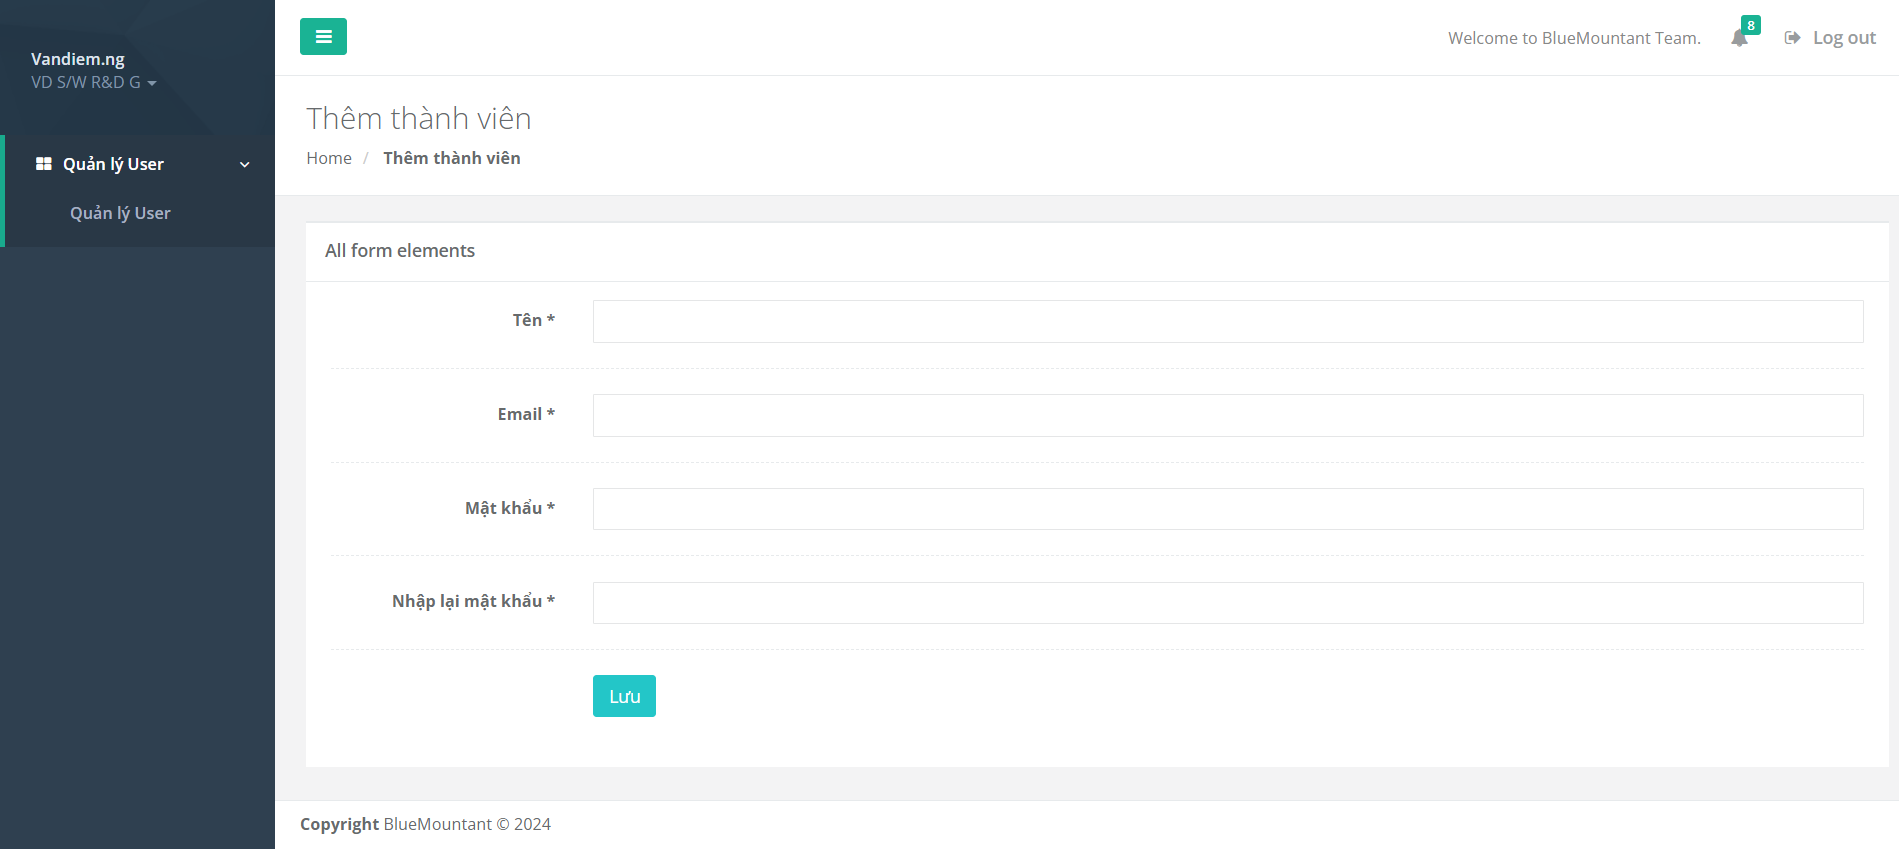 Vandiem.ng
VD S/W R&D G
Quản lý User
Quản lý User
Welcome to BlueMountant Team.
8
Log out
Thêm thành viên
Home / Thêm thành viên
All form elements
Tên *
Email *
Mật khẩu *
Nhập lại mật khẩu *
Lưu
Copyright BlueMountant © 2024